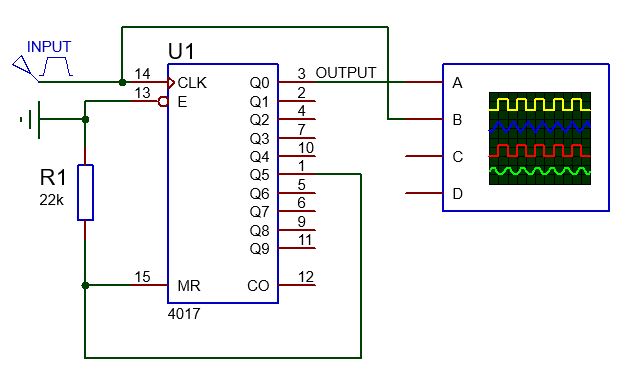 INPUT
U1
14 CLK Q0 3 OUTPUT A
13 E Q1 2
Q2 4 B
Q3 7
Q4 10 C
R1 Q5 1
22k Q6 5 D
Q7 6
Q8 9
Q9 11
15 MR CO 12
4017